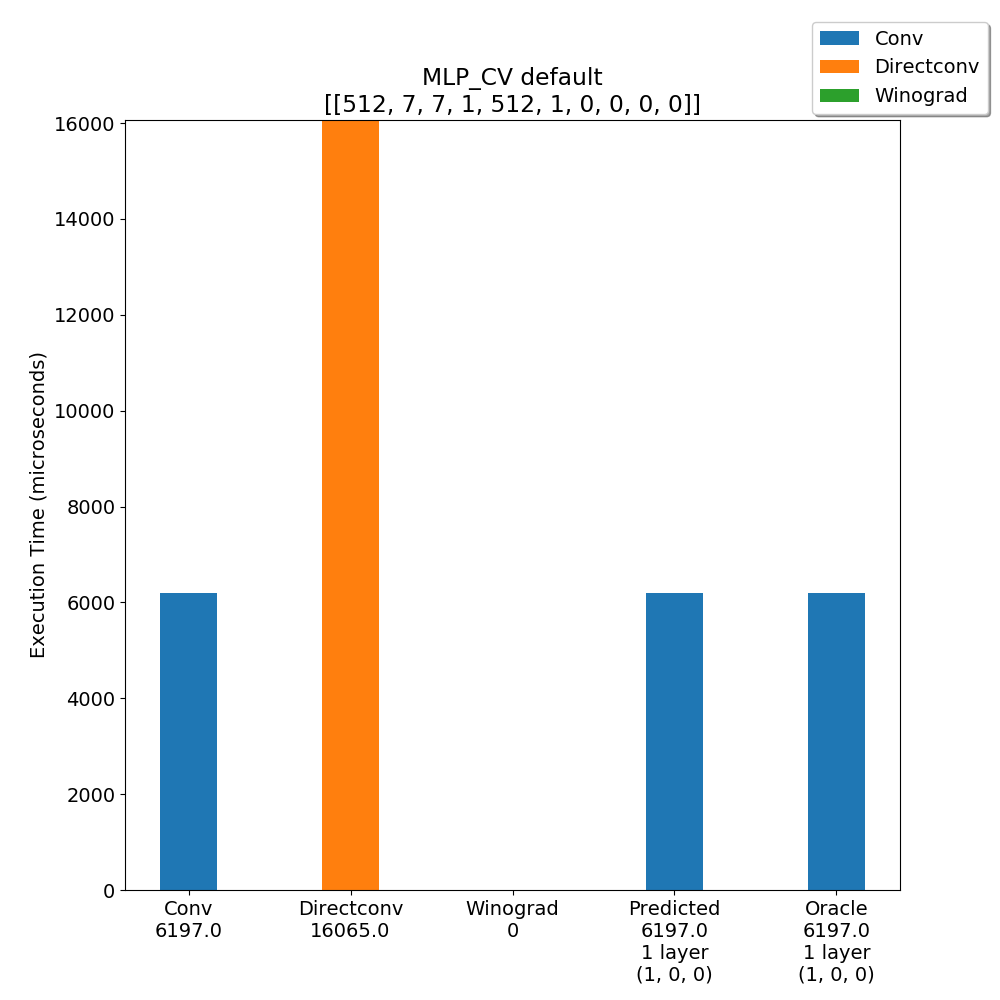 Conv
Directconv
Winograd
MLP_CV default
[[512, 7, 7, 1, 512, 1, 0, 0, 0, 0]]
Execution Time (microseconds)
16000
14000
12000
10000
8000
6000
4000
2000
0
Conv
6197.0
Directconv
16065.0
Winograd
0
Predicted
6197.0
1 layer
(1, 0, 0)
Oracle
6197.0
1 layer
(1, 0, 0)